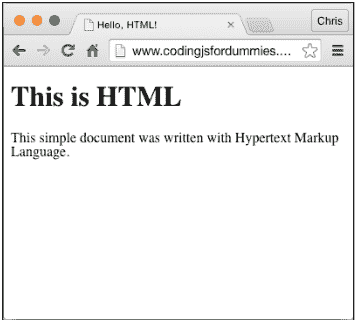 Hello, HTML!
Chris
www.codingjsfordummies....
This is HTML
This simple document was written with Hypertext Markup
Language.